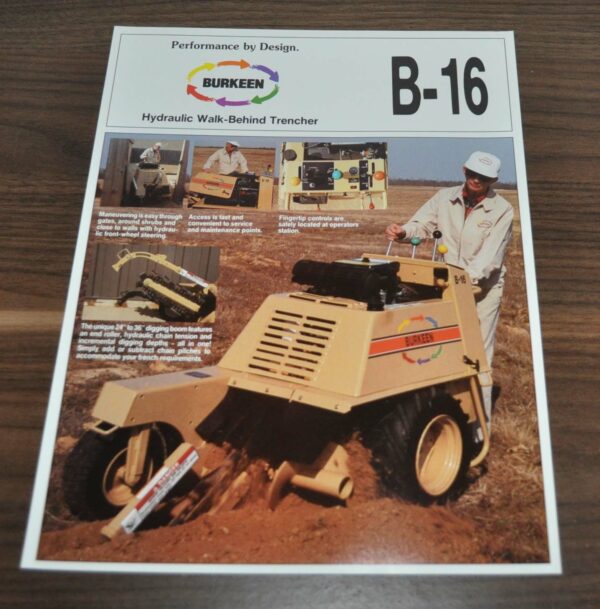 Performance by Design.
BURKEEN
B-16
Hydraulic Walk-Behind Trencher
Maneuvering is easy through
gates, around shrubs and
close to walls with hydrau-
lic front-wheel steering.
Access is fast and
convenient to service
and maintenance points.
Fingertip controls are
safely located at operators
station.
The unique 24" to 36" digging boom features
an end roller, hydraulic chain tension and
incremental digging depths – all in one!
Simply add or subtract chain pitches to
accommodate your trench requirements.
B-16
BURKEEN